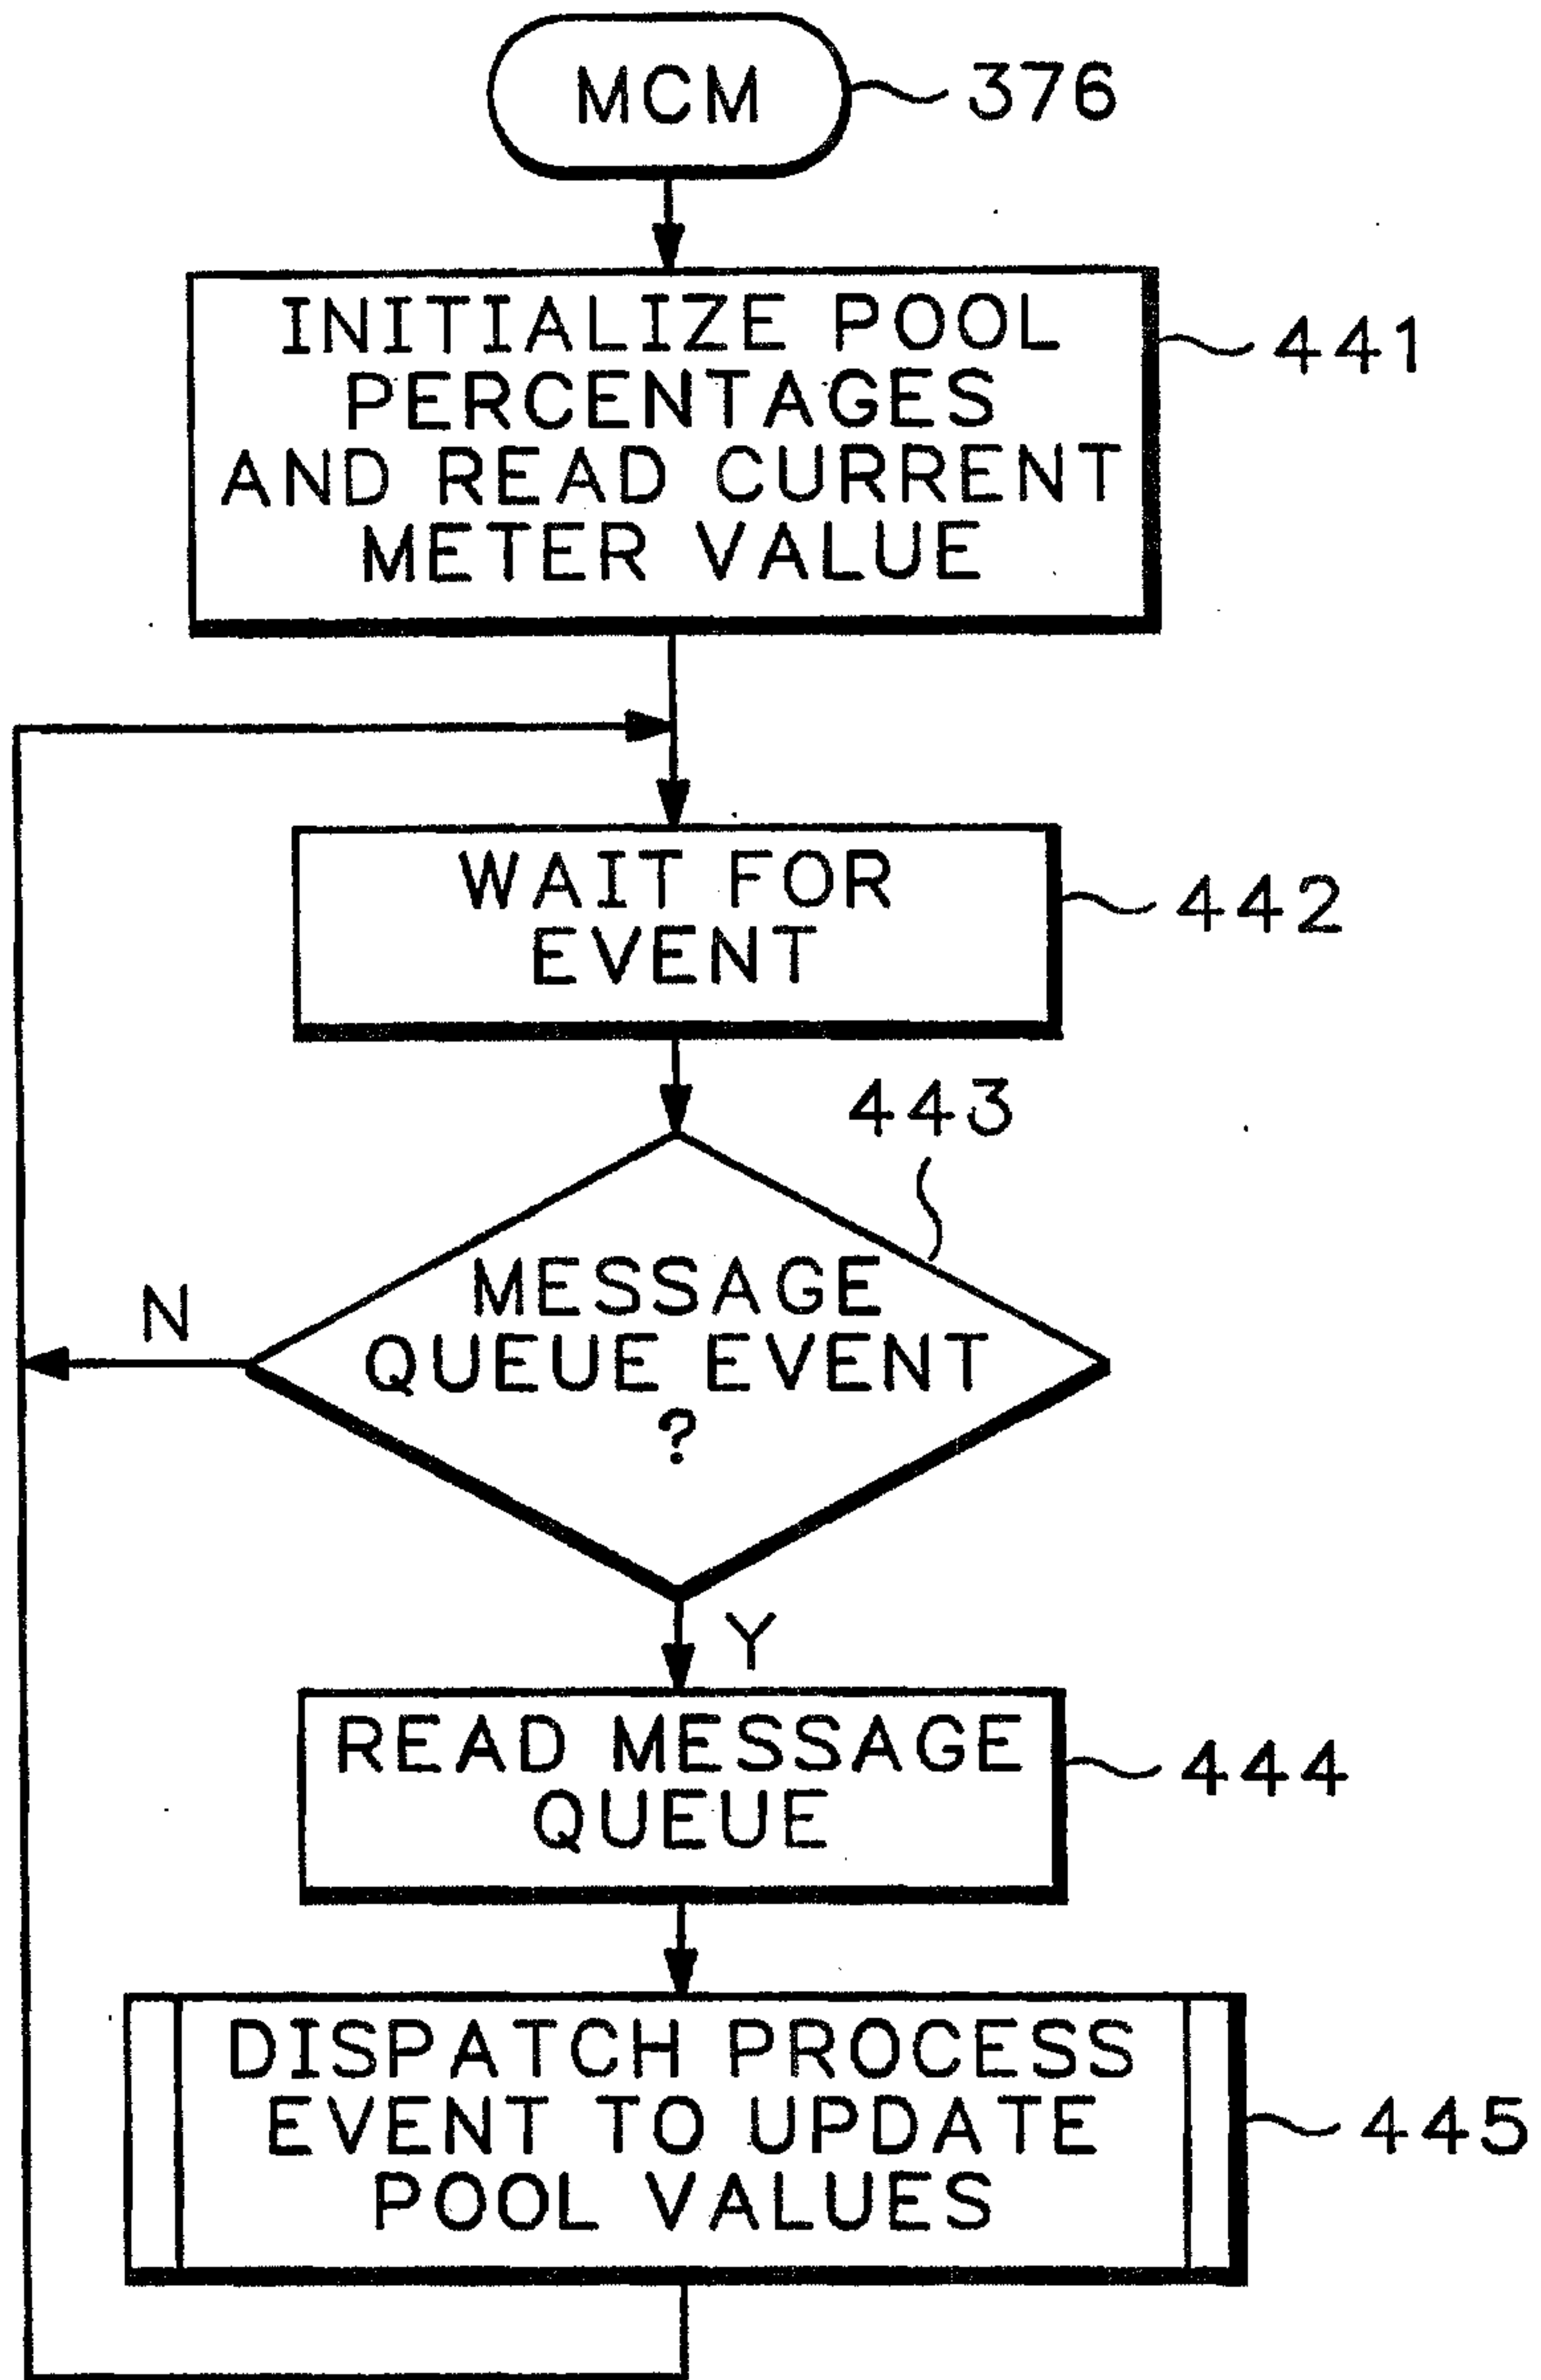 MCM
376
INITIALIZE POOL
PERCENTAGES
AND READ CURRENT
METER VALUE
441
WAIT FOR
EVENT
442
443
MESSAGE
QUEUE EVENT
?
N
Y
READ MESSAGE
QUEUE
444
DISPATCH PROCESS
EVENT TO UPDATE
POOL VALUES
445